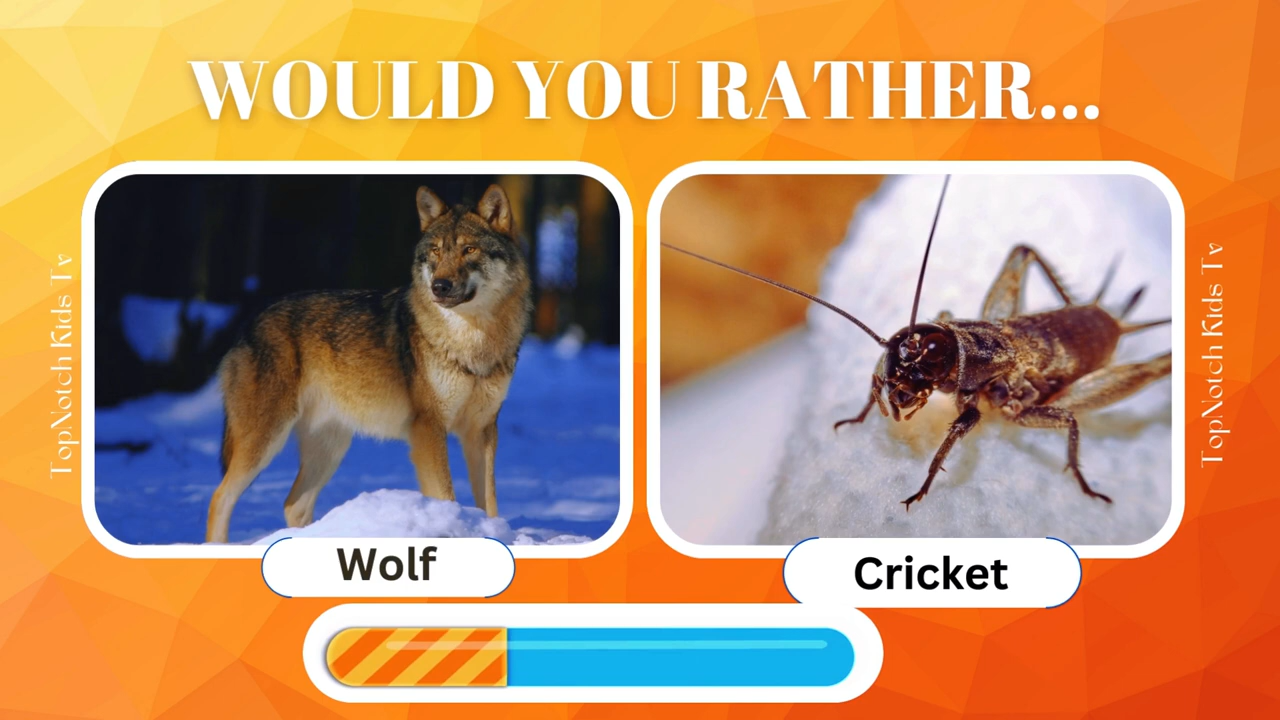 WOULD YOU RATHER...
TopNotch Kids Tv
TopNotch Kids Tv
Wolf
Cricket